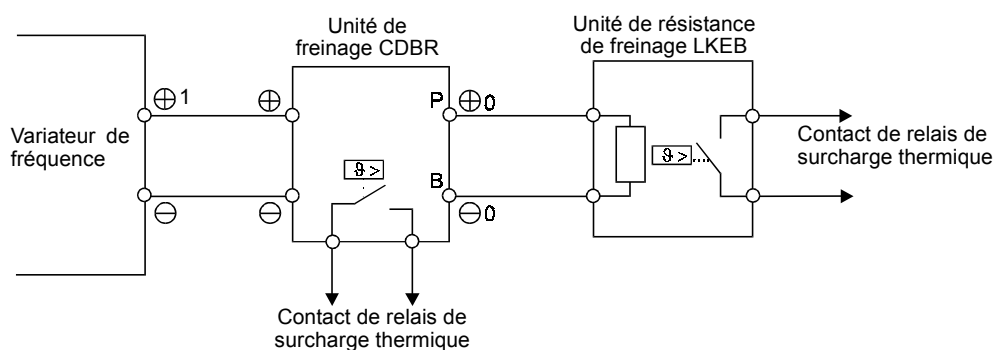 Unité de
freinage CDBR
Unité de résistance
de freinage LKEB
Variateur de
fréquence
⊕1
⊕
P
⊕0
ϑ>
B
⊖
⊖
⊖0
ϑ>
Contact de relais de
surcharge thermique
Contact de relais de
surcharge thermique